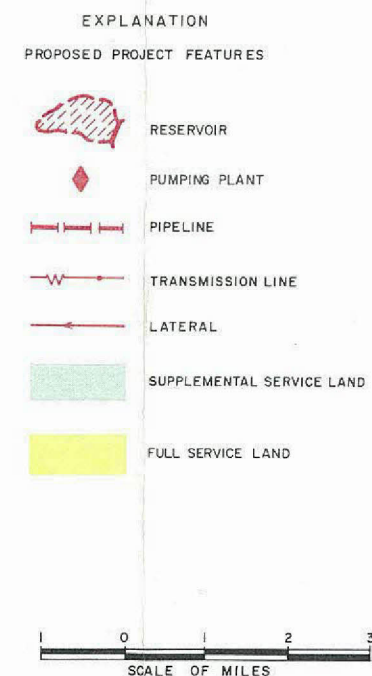 EXPLANATION
PROPOSED PROJECT FEATURES
RESERVOIR
PUMPING PLANT
PIPELINE
TRANSMISSION LINE
LATERAL
SUPPLEMENTAL SERVICE LAND
FULL SERVICE LAND
1 0 1 2 3
SCALE OF MILES